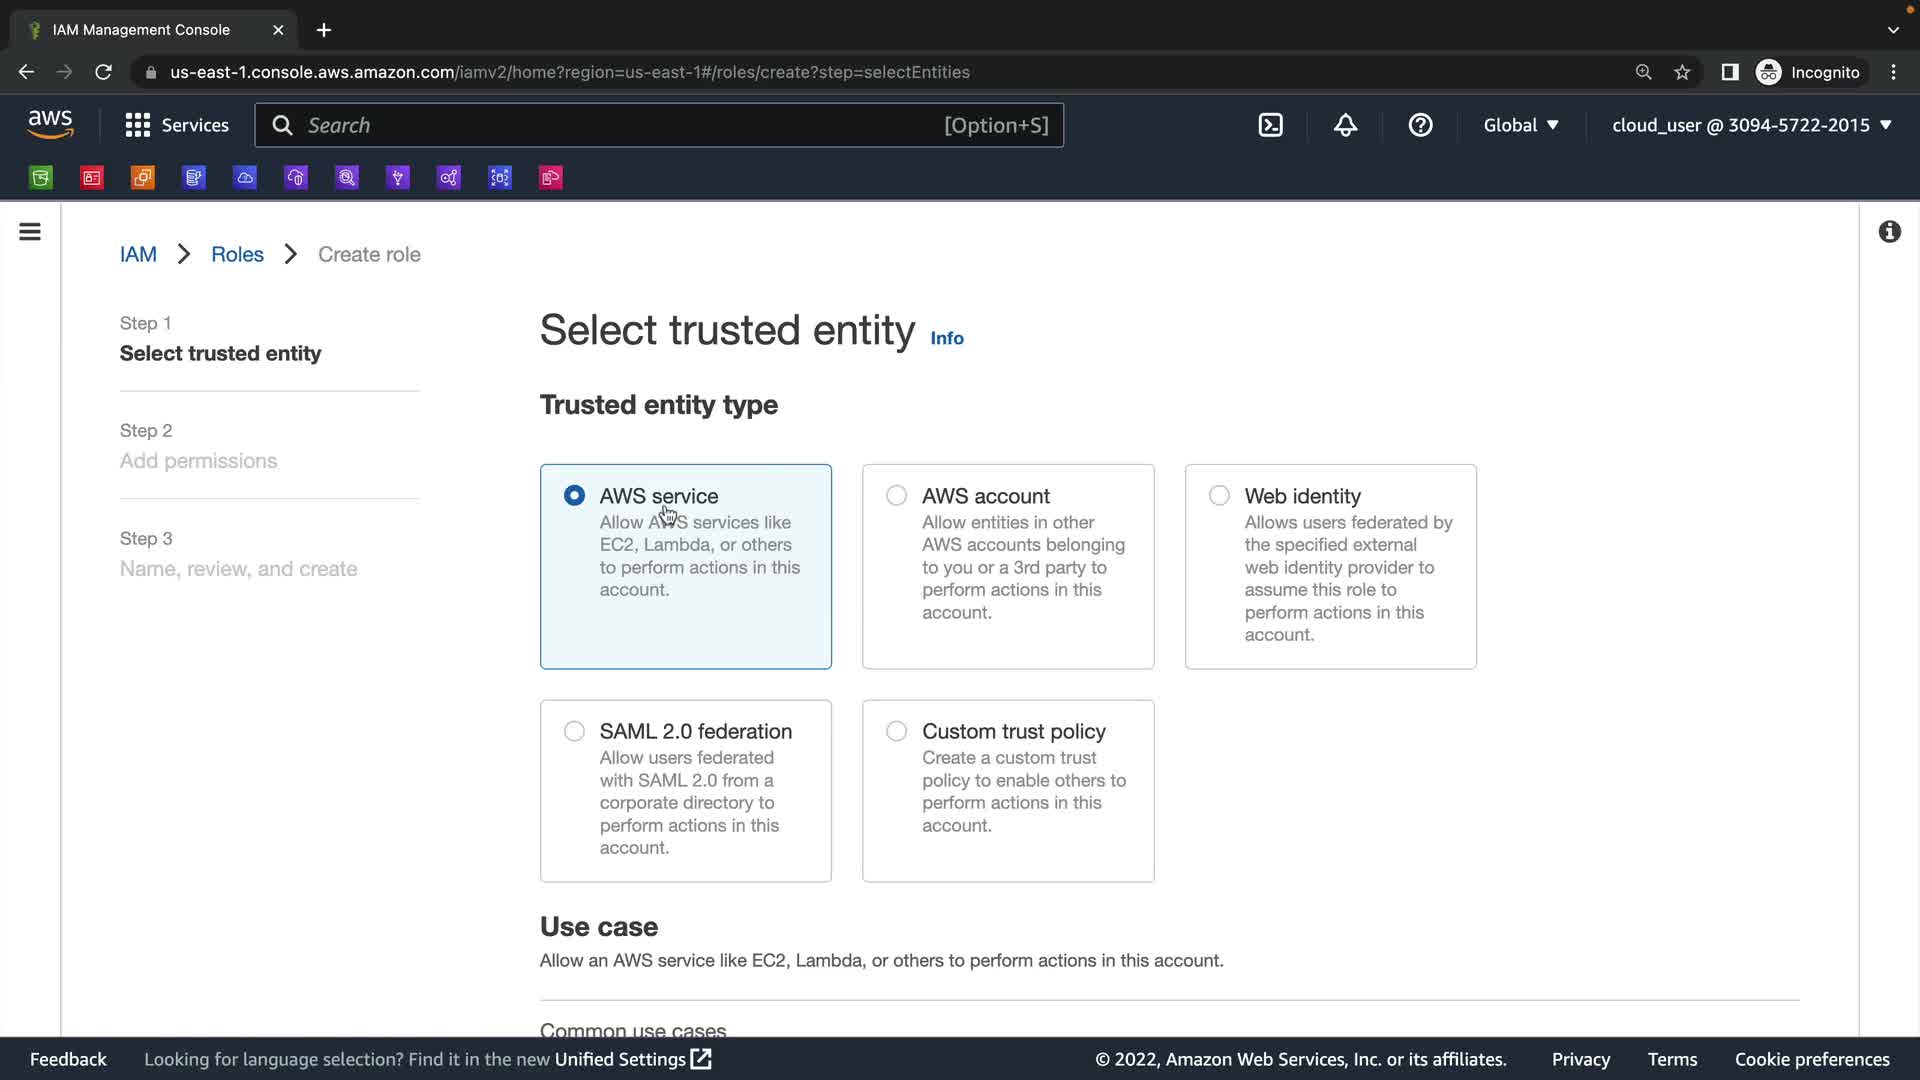 IAM Management Console
us-east-1.console.aws.amazon.com/iamv2/home?region=us-east-1#/roles/create?step=selectEntities
Incognito
aws
Services
Search
[Option+S]
Global
cloud_user @ 3094-5722-2015
IAM
Roles
Create role
Step 1
Select trusted entity
Step 2
Add permissions
Step 3
Name, review, and create
Select trusted entity Info
Trusted entity type
AWS service
Allow AWS services like
EC2, Lambda, or others
to perform actions in this
account.
AWS account
Allow entities in other
AWS accounts belonging
to you or a 3rd party to
perform actions in this
account.
Web identity
Allows users federated by
the specified external
web identity provider to
assume this role to
perform actions in this
account.
SAML 2.0 federation
Allow users federated
with SAML 2.0 from a
corporate directory to
perform actions in this
account.
Custom trust policy
Create a custom trust
policy to enable others to
perform actions in this
account.
Use case
Allow an AWS service like EC2, Lambda, or others to perform actions in this account.
Common use cases
Feedback
Looking for language selection? Find it in the new Unified Settings
© 2022, Amazon Web Services, Inc. or its affiliates.
Privacy
Terms
Cookie preferences